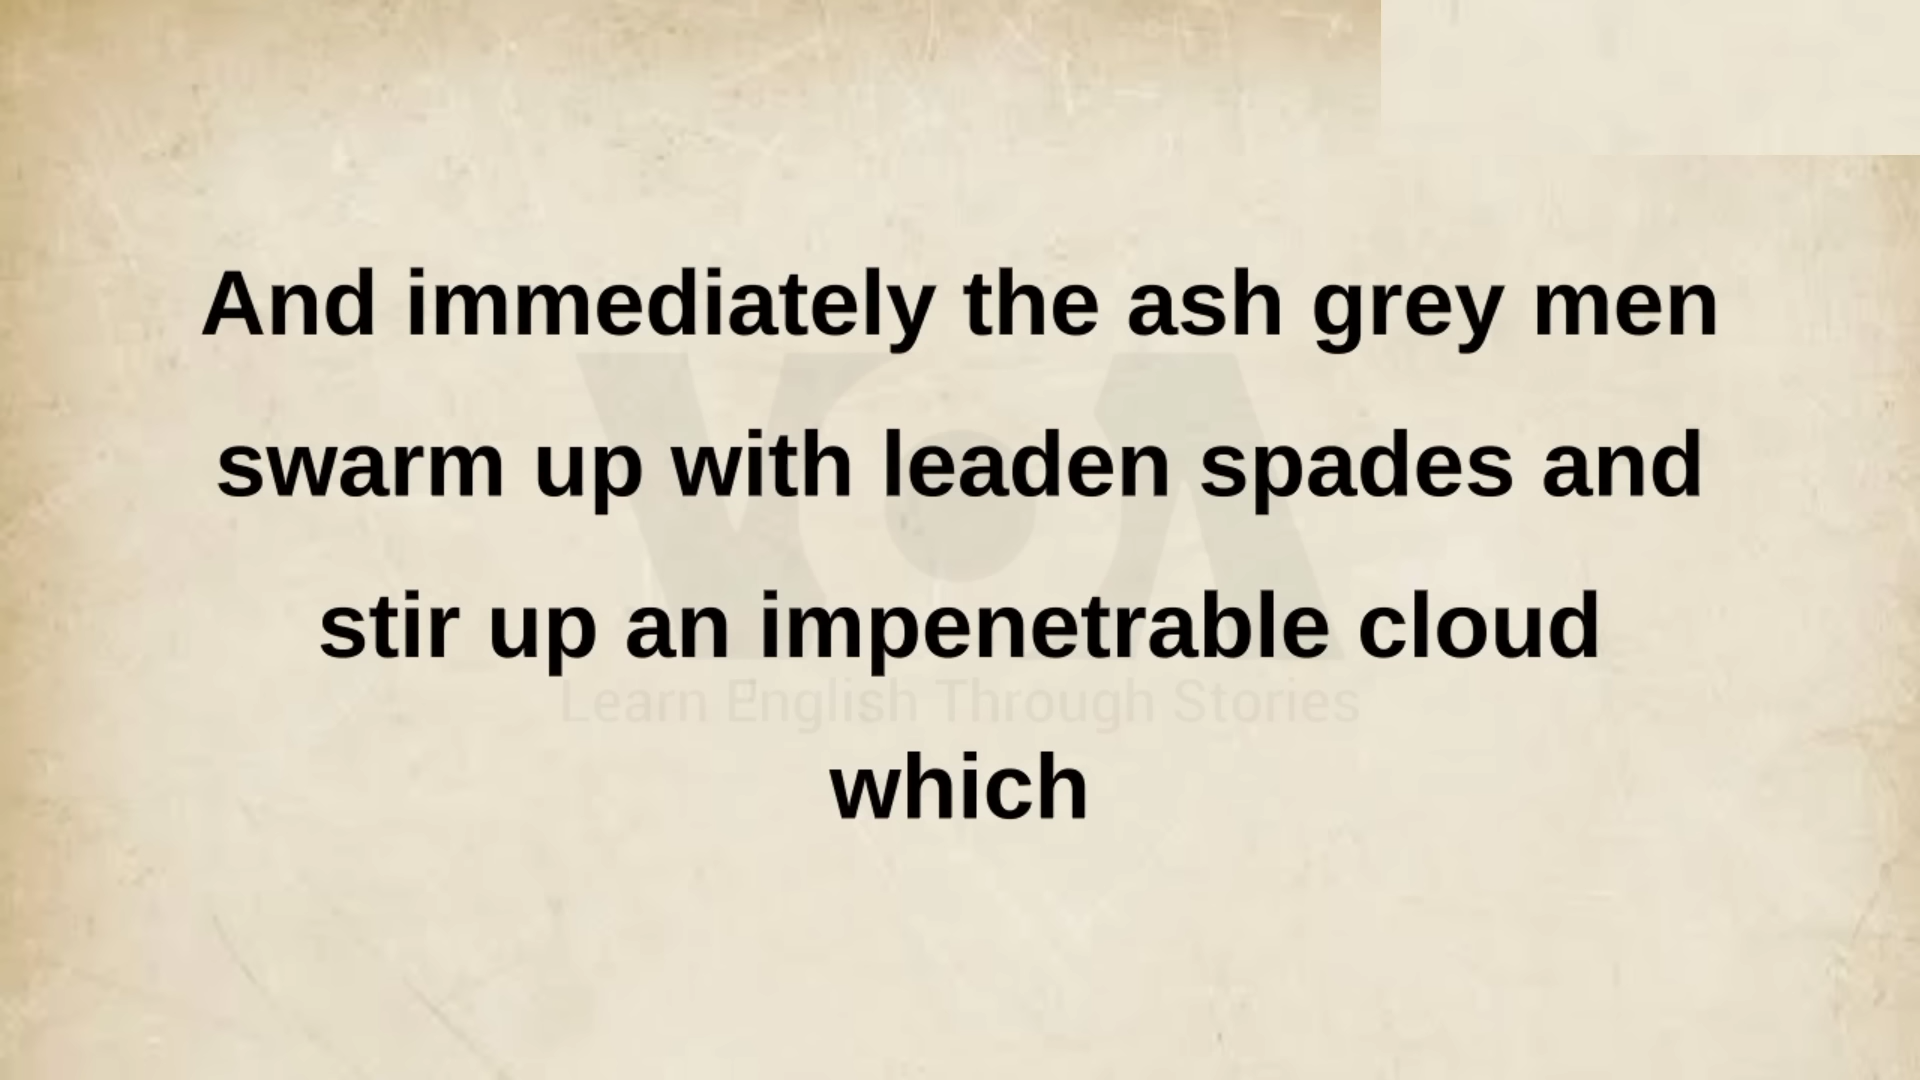 And immediately the ash grey men
swarm up with leaden spades and
stir up an impenetrable cloud
which
VOA
Learn English Through Stories